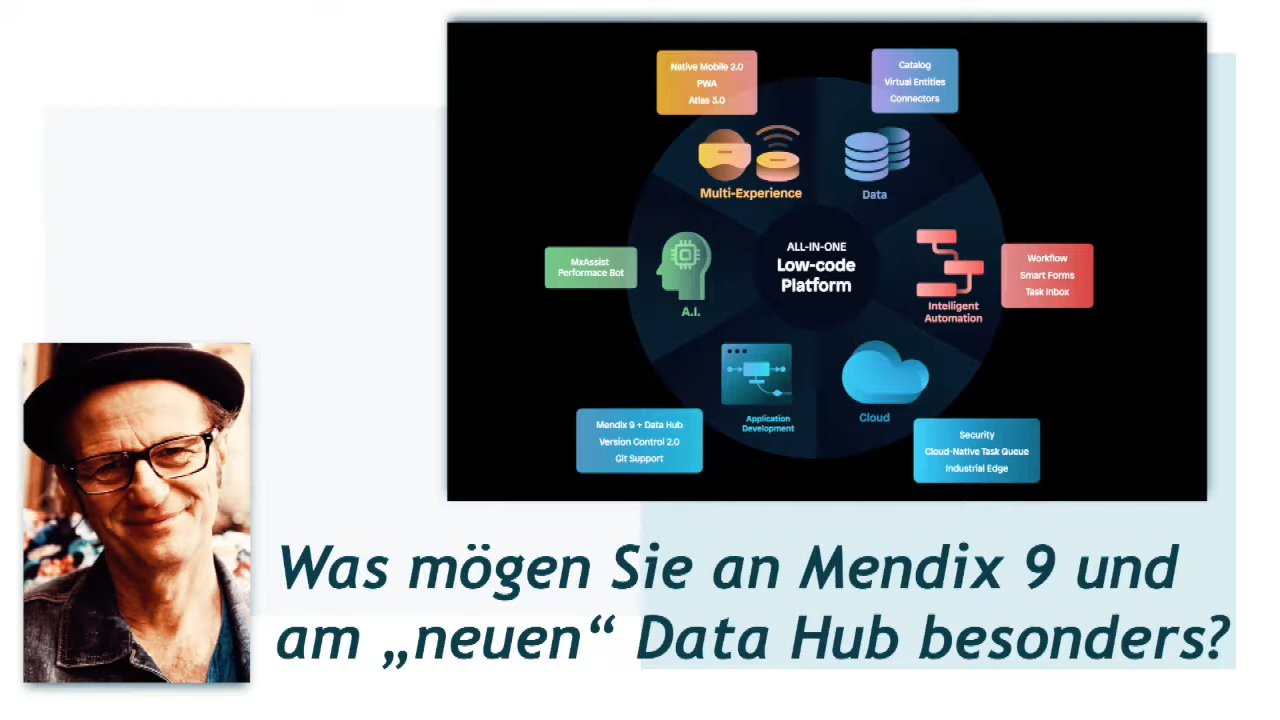 Native Mobile 2.0
PWA
Atlas 3.0
Catalog
Virtual Entities
Connectors
Multi-Experience
Data
MxAssist
Performace Bot
A.I.
ALL-IN-ONE
Low-code
Platform
Intelligent
Automation
Workflow
Smart Forms
Task Inbox
Application
Development
Cloud
Mendix 9 + Data Hub
Version Control 2.0
Git Support
Security
Cloud-Native Task Queue
Industrial Edge
Was mögen Sie an Mendix 9 und
am „neuen“ Data Hub besonders?